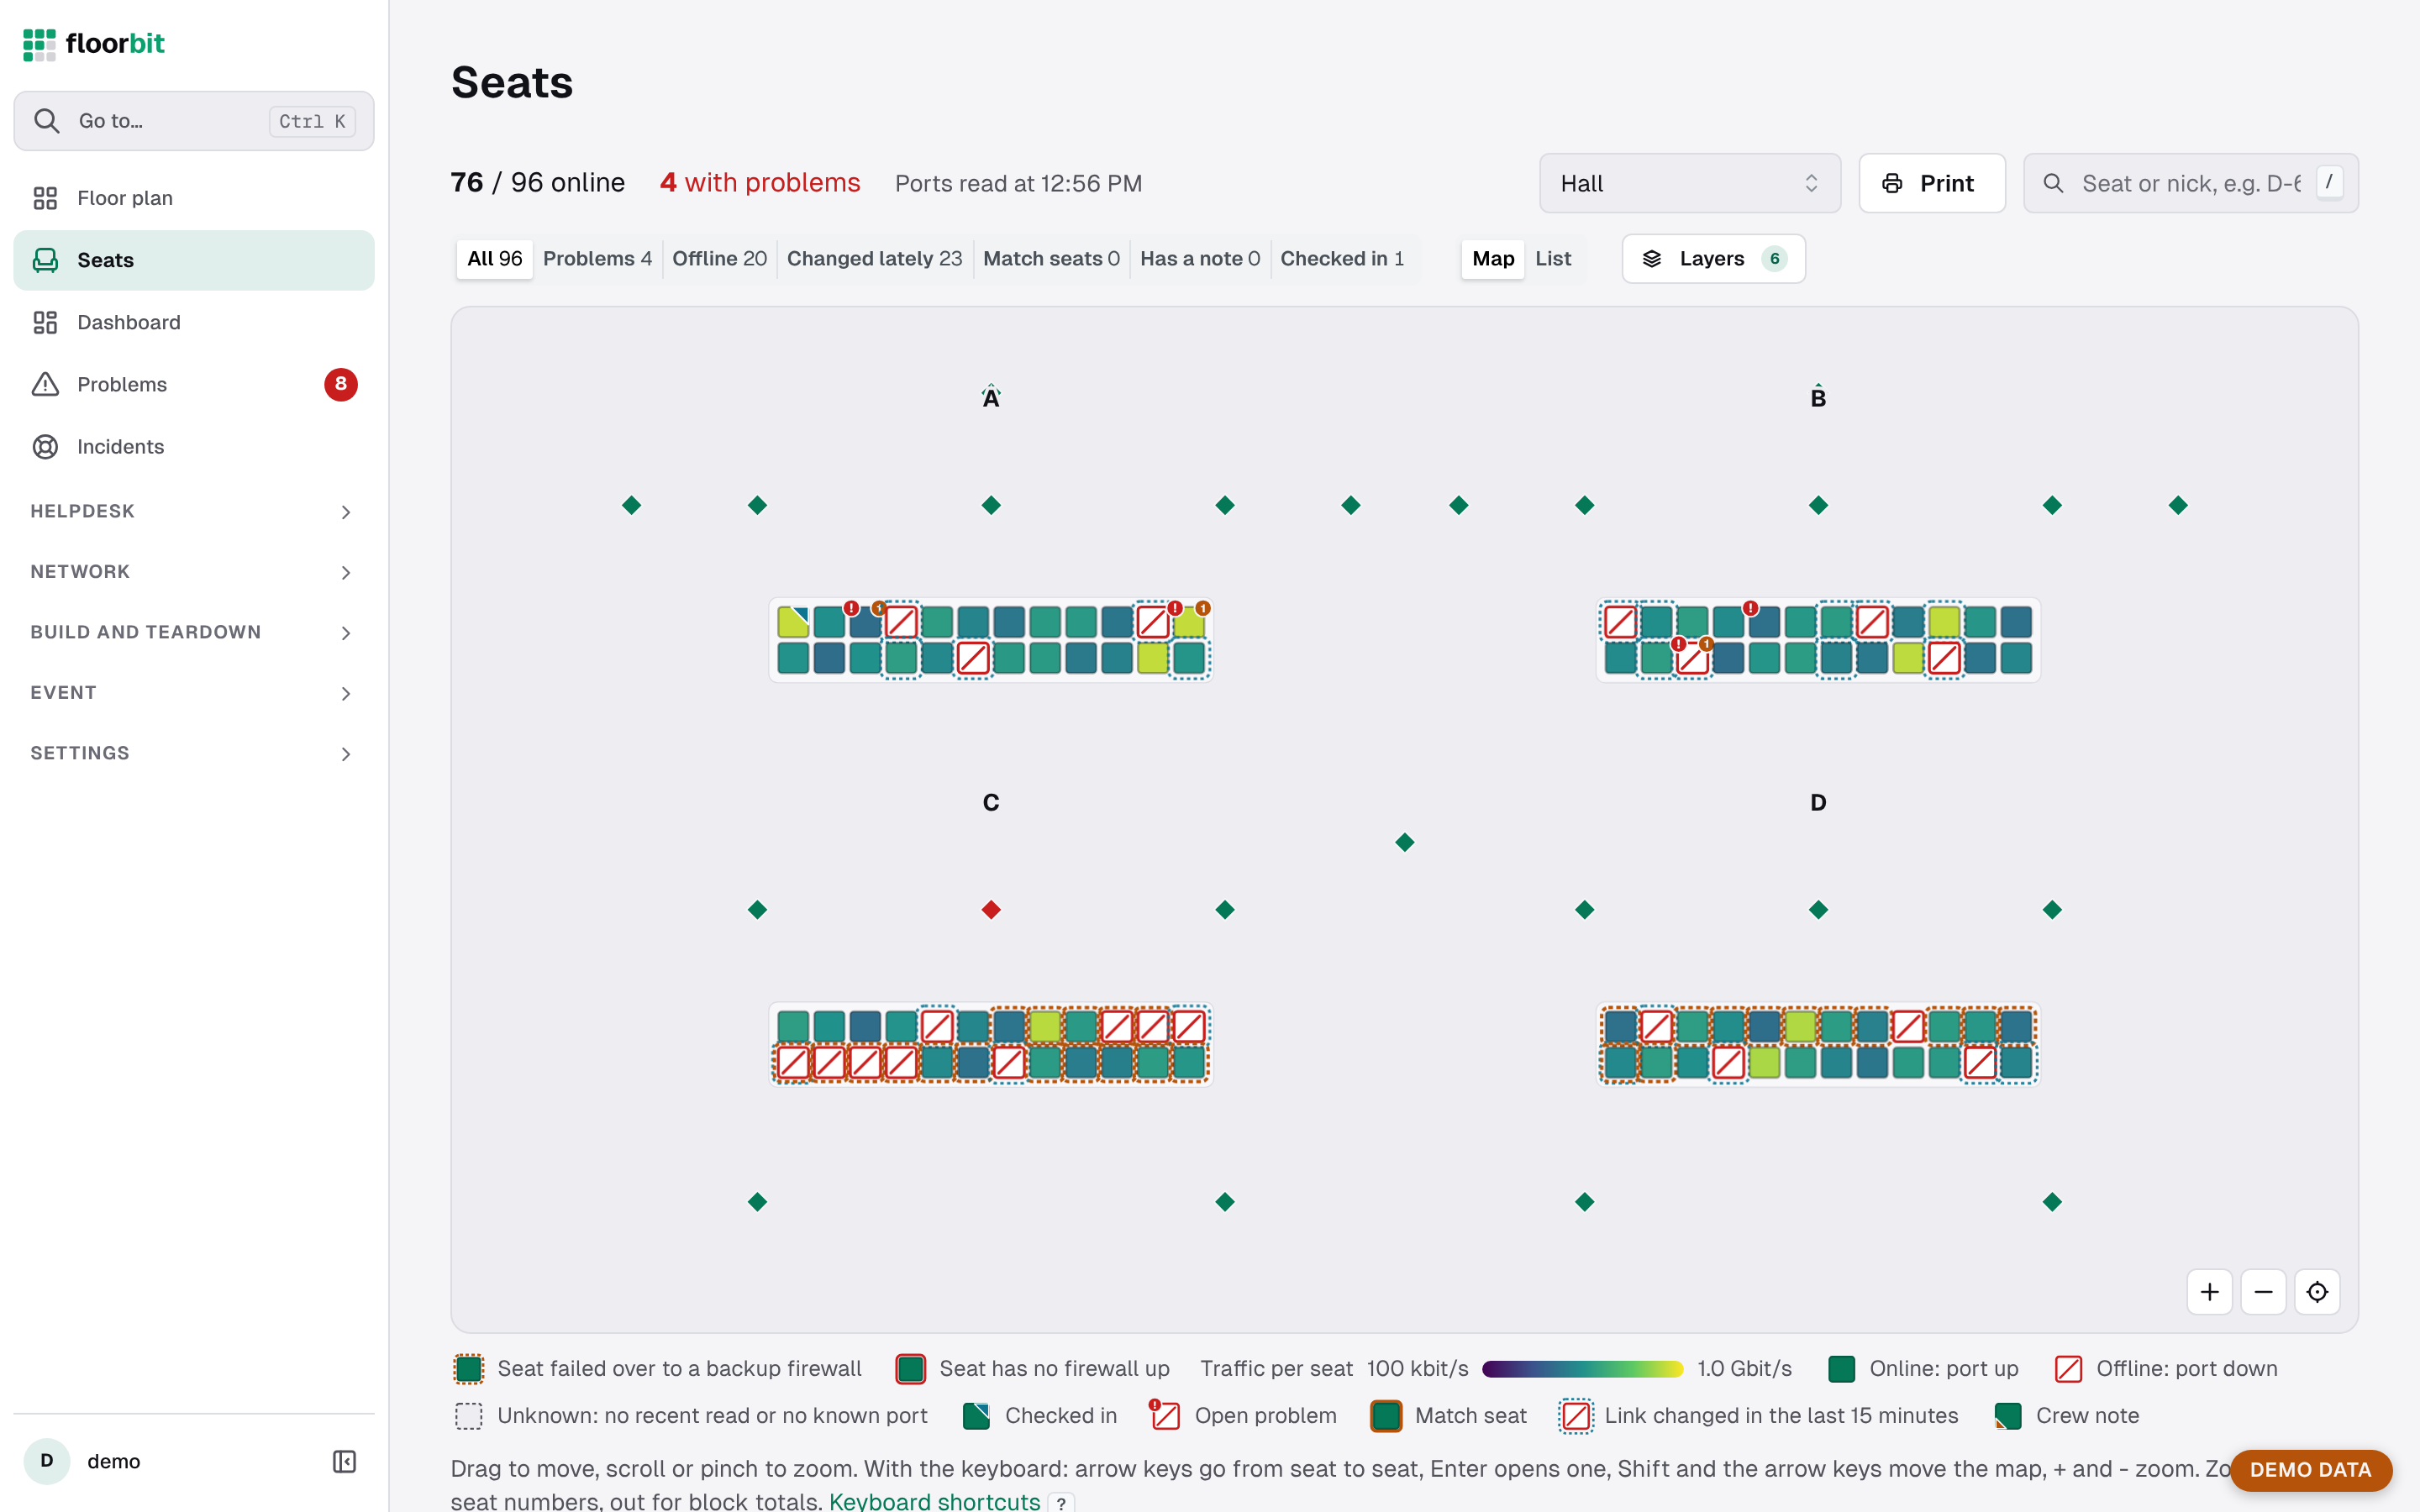 floorbit
Go to... Ctrl K
Floor plan
Seats
Dashboard
Problems 8
Incidents
HELPDESK
NETWORK
BUILD AND TEARDOWN
EVENT
SETTINGS
D demo
Seats
76 / 96 online 4 with problems Ports read at 12:56 PM
Hall Print Seat or nick, e.g. D-6 /
All 96 Problems 4 Offline 20 Changed lately 23 Match seats 0 Has a note 0 Checked in 1 Map List Layers 6
A B
! 1 ! 1 !
! 1
C D
Seat failed over to a backup firewall Seat has no firewall up Traffic per seat 100 kbit/s 1.0 Gbit/s Online: port up Offline: port down
Unknown: no recent read or no known port Checked in ! Open problem Match seat Link changed in the last 15 minutes Crew note
Drag to move, scroll or pinch to zoom. With the keyboard: arrow keys go from seat to seat, Enter opens one, Shift and the arrow keys move the map, + and - zoom. Zo
seat numbers, out for block totals. Keyboard shortcuts ?
DEMO DATA